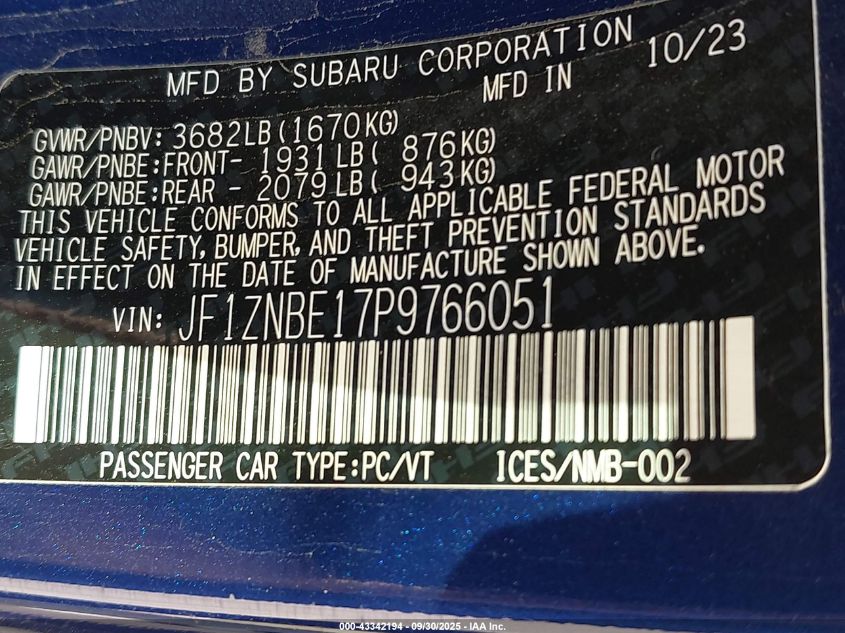 MFD BY SUBARU CORPORATION
MFD IN 10/23
GVWR/PNBV: 3682LB(1670KG)
GAWR/PNBE:FRONT- 1931LB( 876KG)
GAWR/PNBE:REAR - 2079LB( 943KG)
THIS VEHICLE CONFORMS TO ALL APPLICABLE FEDERAL MOTOR
VEHICLE SAFETY, BUMPER, AND THEFT PREVENTION STANDARDS
IN EFFECT ON THE DATE OF MANUFACTURE SHOWN ABOVE.
VIN: JF1ZNBE17P9766051
PASSENGER CAR TYPE:PC/VT ICES/NMB-002
000-43342194 - 09/30/2025 - IAA Inc.